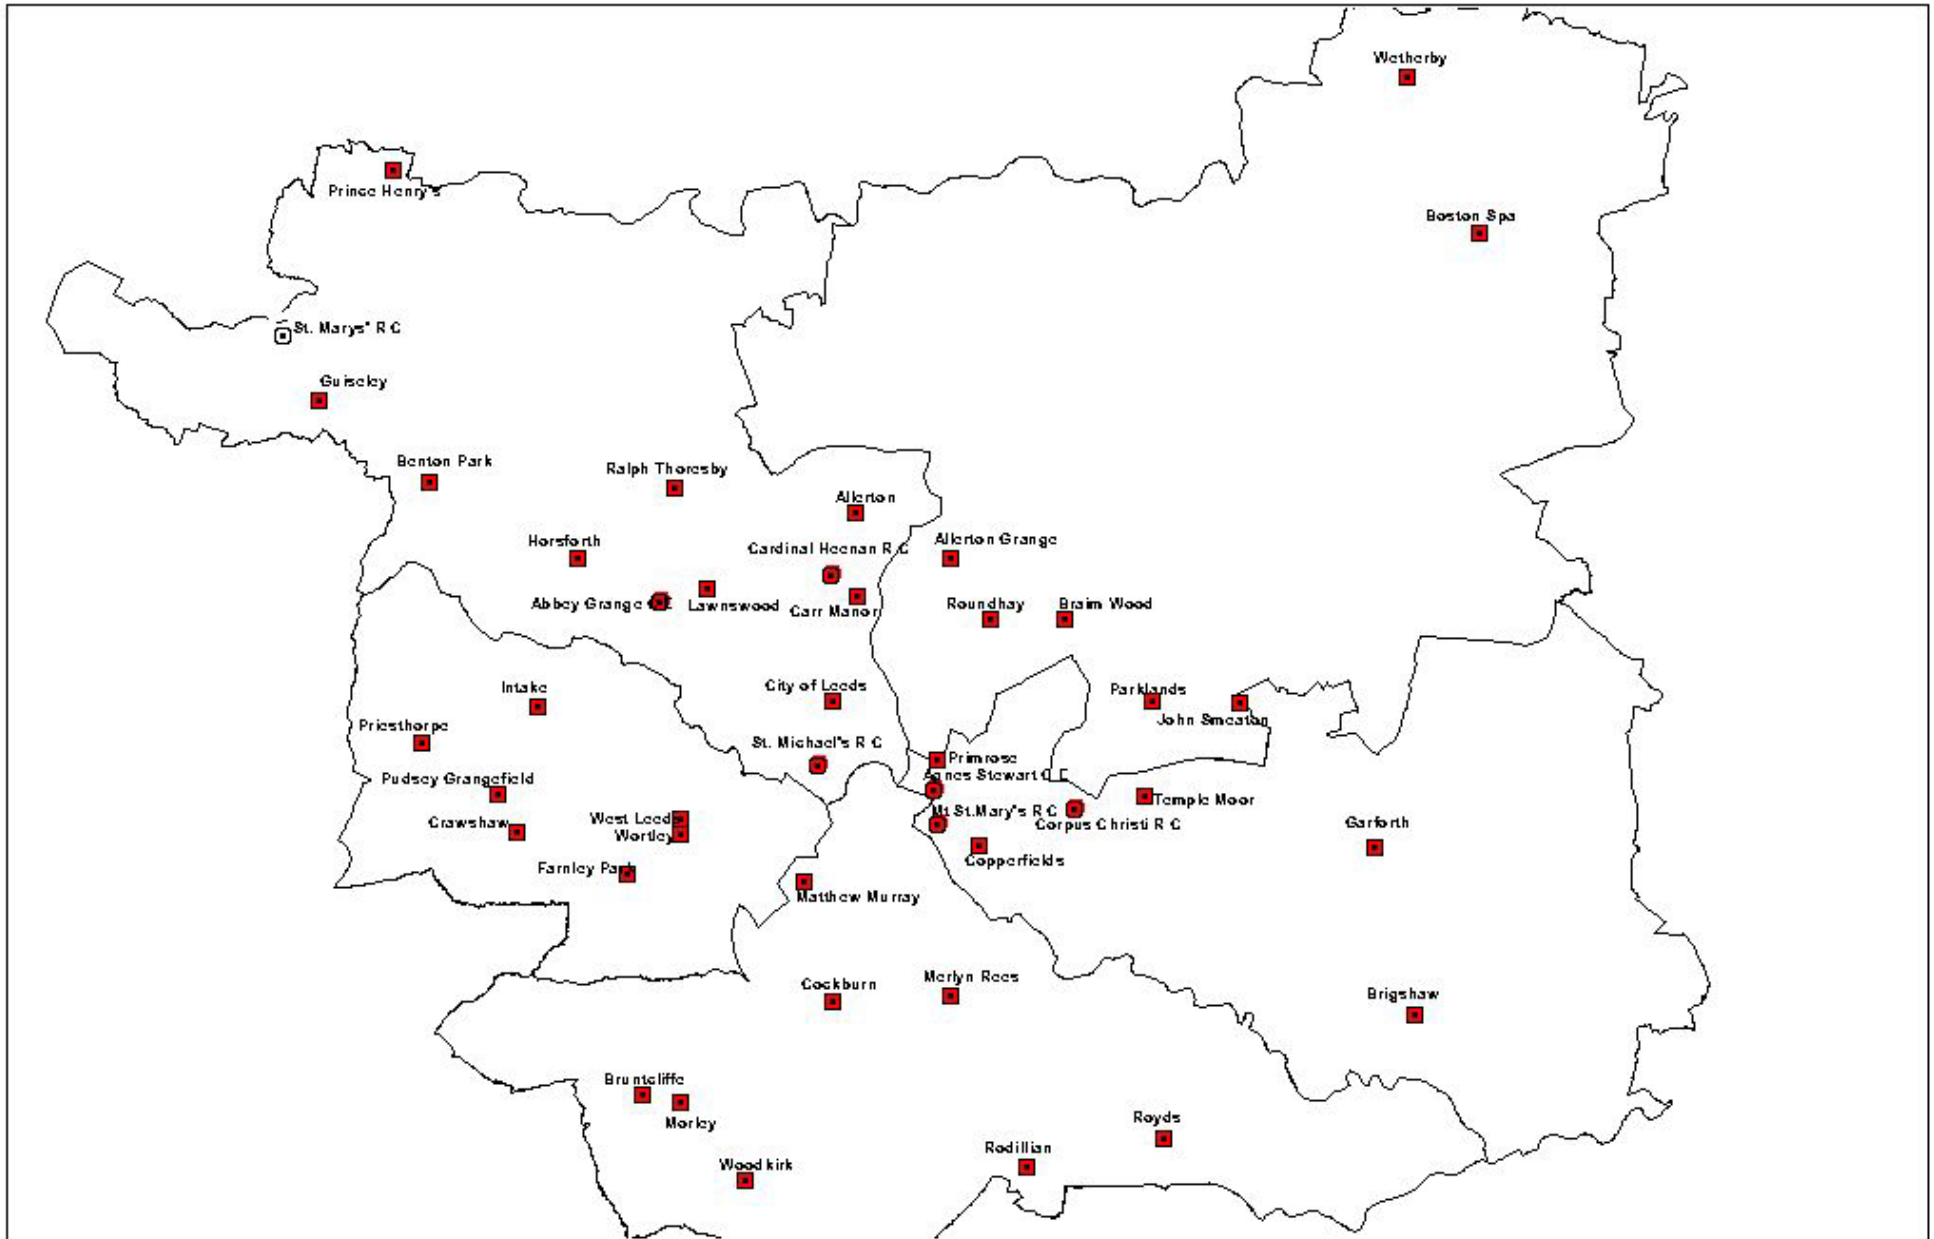 Wetherby
Prince Henry's
Boston Spa
St. Marys' R C
Guiseley
Benton Park
Ralph Thoresby
Allerton
Horsforth
Cardinal Heenan R C
Allerton Grange
Abbey Grange
Lawnswood
Carr Manor
Roundhay
Braim Wood
Intake
City of Leeds
Parklands
John Smeaton
Priesthorpe
St. Michael's R C
Primrose
Agnes Stewart C E
Pudsey Grangefield
Mt St.Mary's R C
Temple Moor
Corpus Christi R C
Crawshaw
West Leeds
Wortley
Garforth
Copperfields
Farnley Park
Matthew Murray
Cockburn
Merlyn Rees
Brigshaw
Bruntcliffe
Morley
Royds
Rodillian
Woodkirk